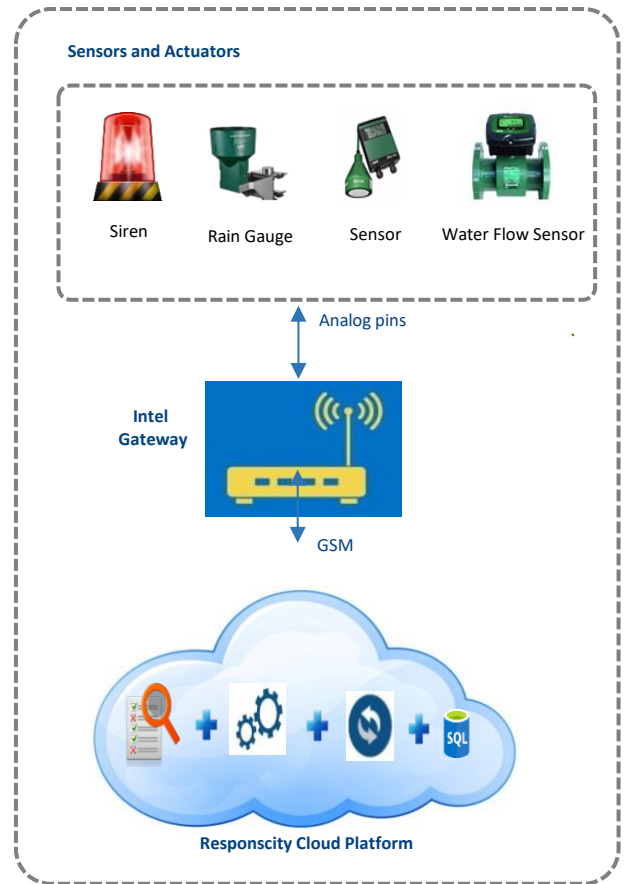 Sensors and Actuators
Siren
Rain Gauge
Sensor
Water Flow Sensor
Analog pins
Intel
Gateway
GSM
SQL
Responscity Cloud Platform